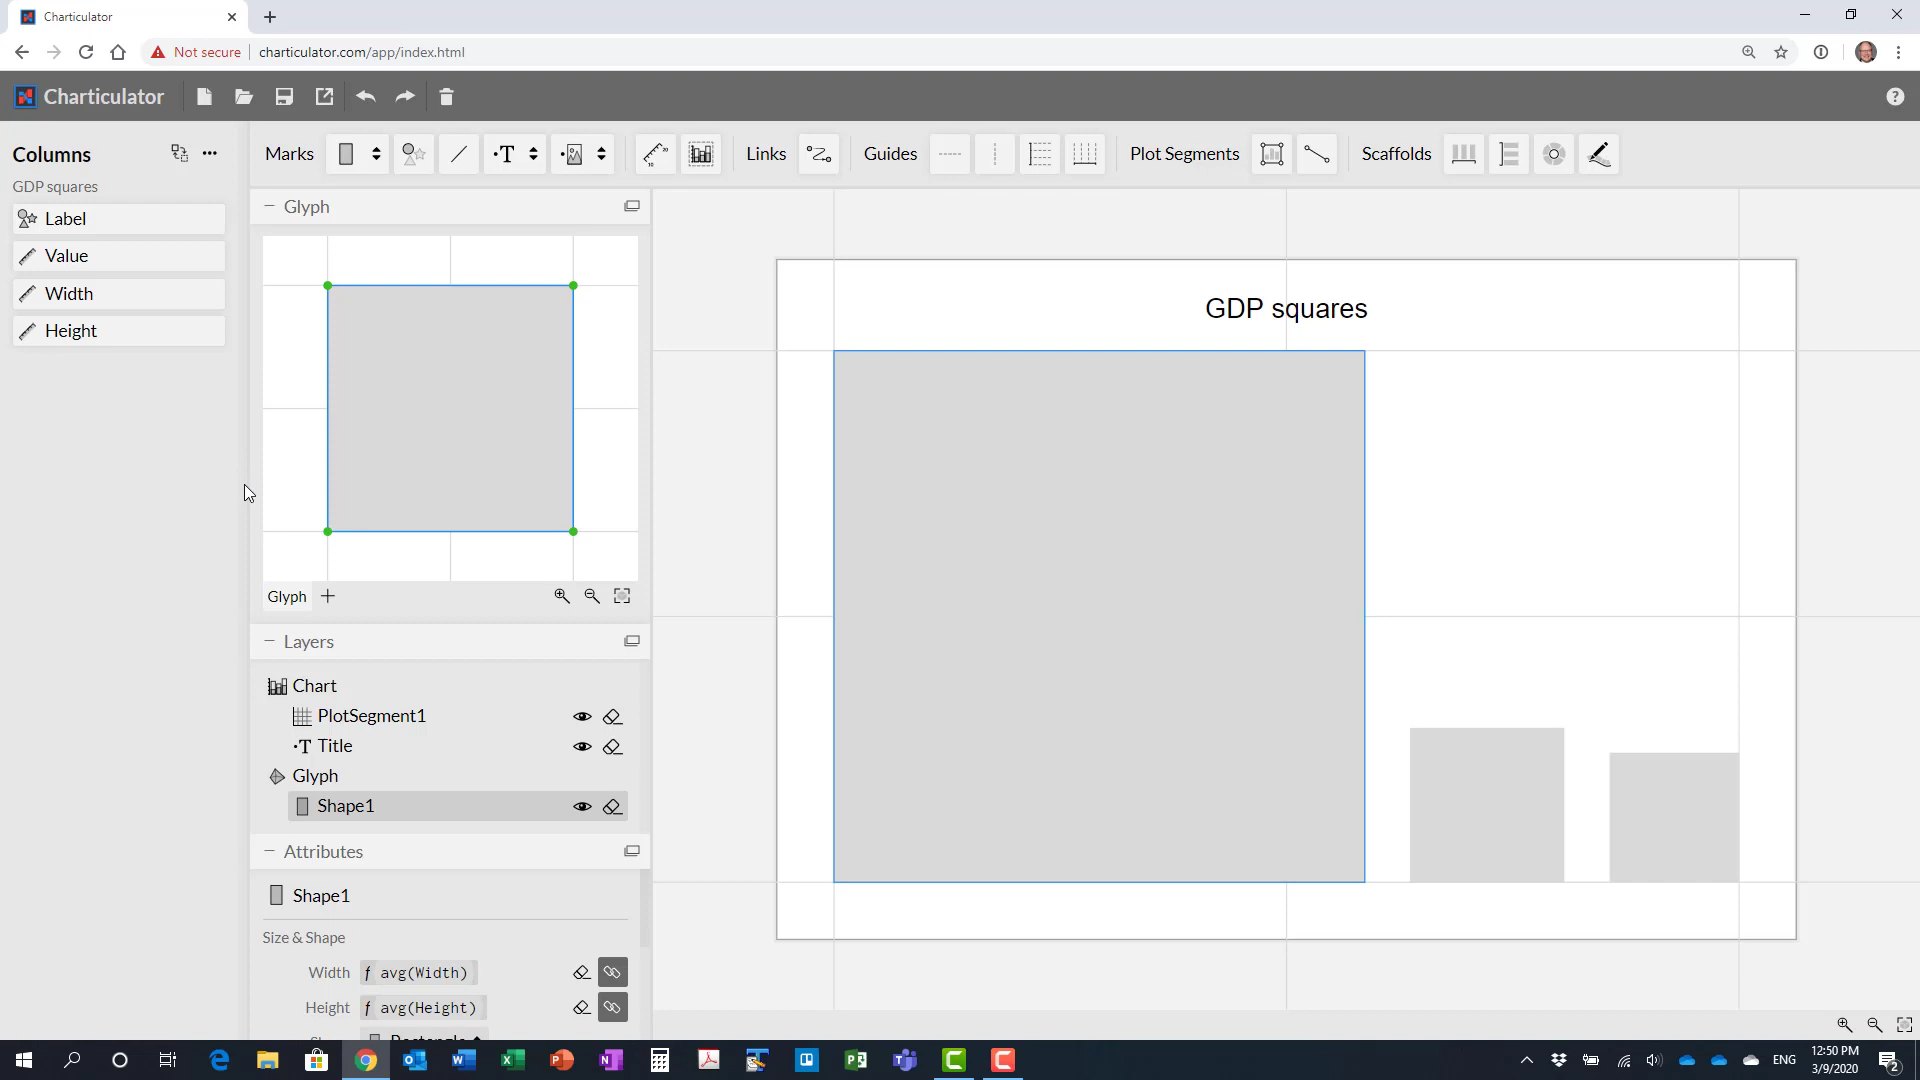 Charticulator
Not secure
charticulator.com/app/index.html
Charticulator
Columns
Marks
Links
Guides
Plot Segments
Scaffolds
GDP squares
Label
Value
Width
Height
Glyph
GDP squares
Glyph
Layers
Chart
PlotSegment1
Title
Glyph
Shape1
Attributes
Shape1
Size & Shape
Width
f avg(Width)
Height
f avg(Height)
Rectangle
ENG
12:50 PM
3/9/2020
2